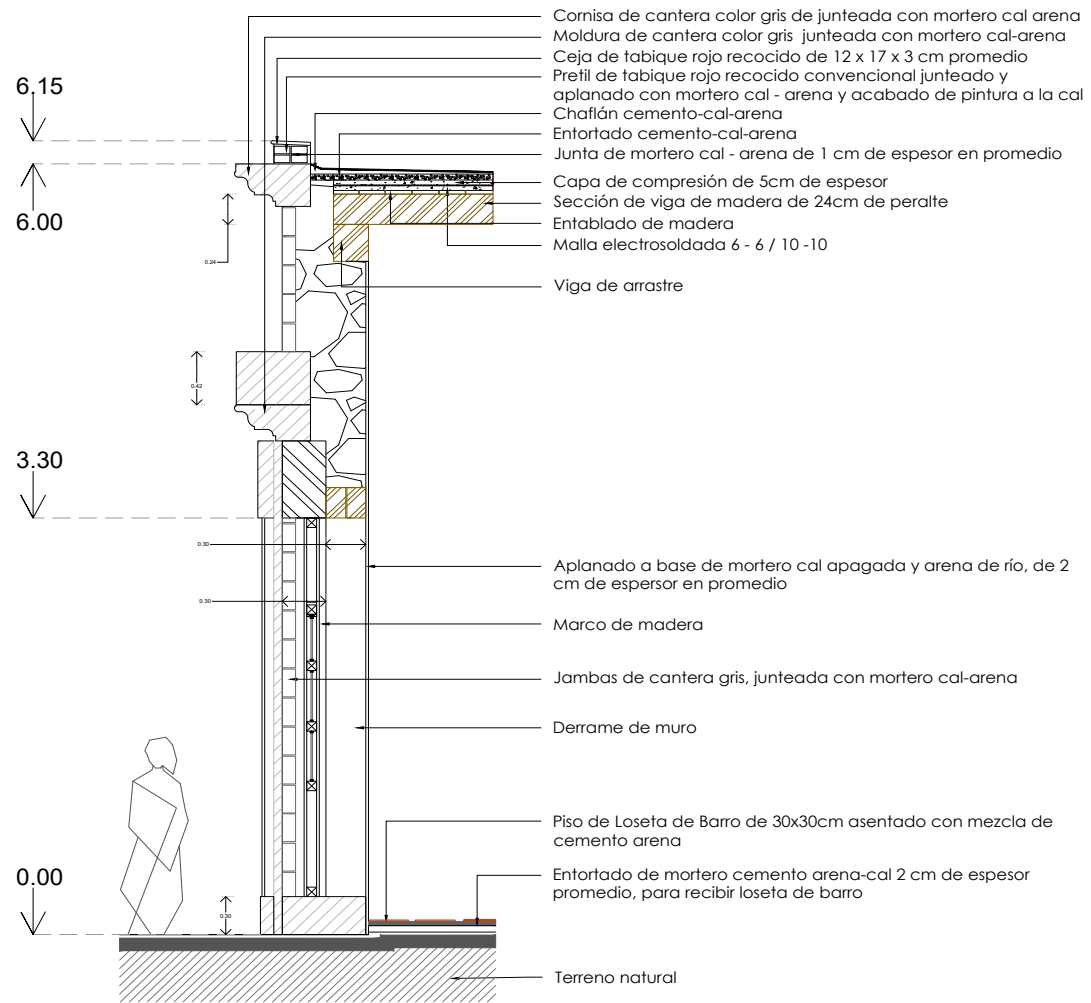 Cornisa de cantera color gris de junteada con mortero cal arena
Moldura de cantera color gris junteada con mortero cal-arena
Ceja de tabique rojo recocido de 12 x 17 x 3 cm promedio
Pretil de tabique rojo recocido convencional junteado y
aplanado con mortero cal - arena y acabado de pintura a la cal
Chaflán cemento-cal-arena
Entortado cemento-cal-arena
Junta de mortero cal - arena de 1 cm de espesor en promedio
Capa de compresión de 5cm de espesor
Sección de viga de madera de 24cm de peralte
Entablado de madera
Malla electrosoldada 6 - 6 / 10 -10
Viga de arrastre
Aplanado a base de mortero cal apagada y arena de río, de 2
cm de espersor en promedio
Marco de madera
Jambas de cantera gris, junteada con mortero cal-arena
Derrame de muro
Piso de Loseta de Barro de 30x30cm asentado con mezcla de
cemento arena
Entortado de mortero cemento arena-cal 2 cm de espesor
promedio, para recibir loseta de barro
Terreno natural
6.15
6.00
0.24
0.42
3.30
0.30
0.30
0.00
0.30